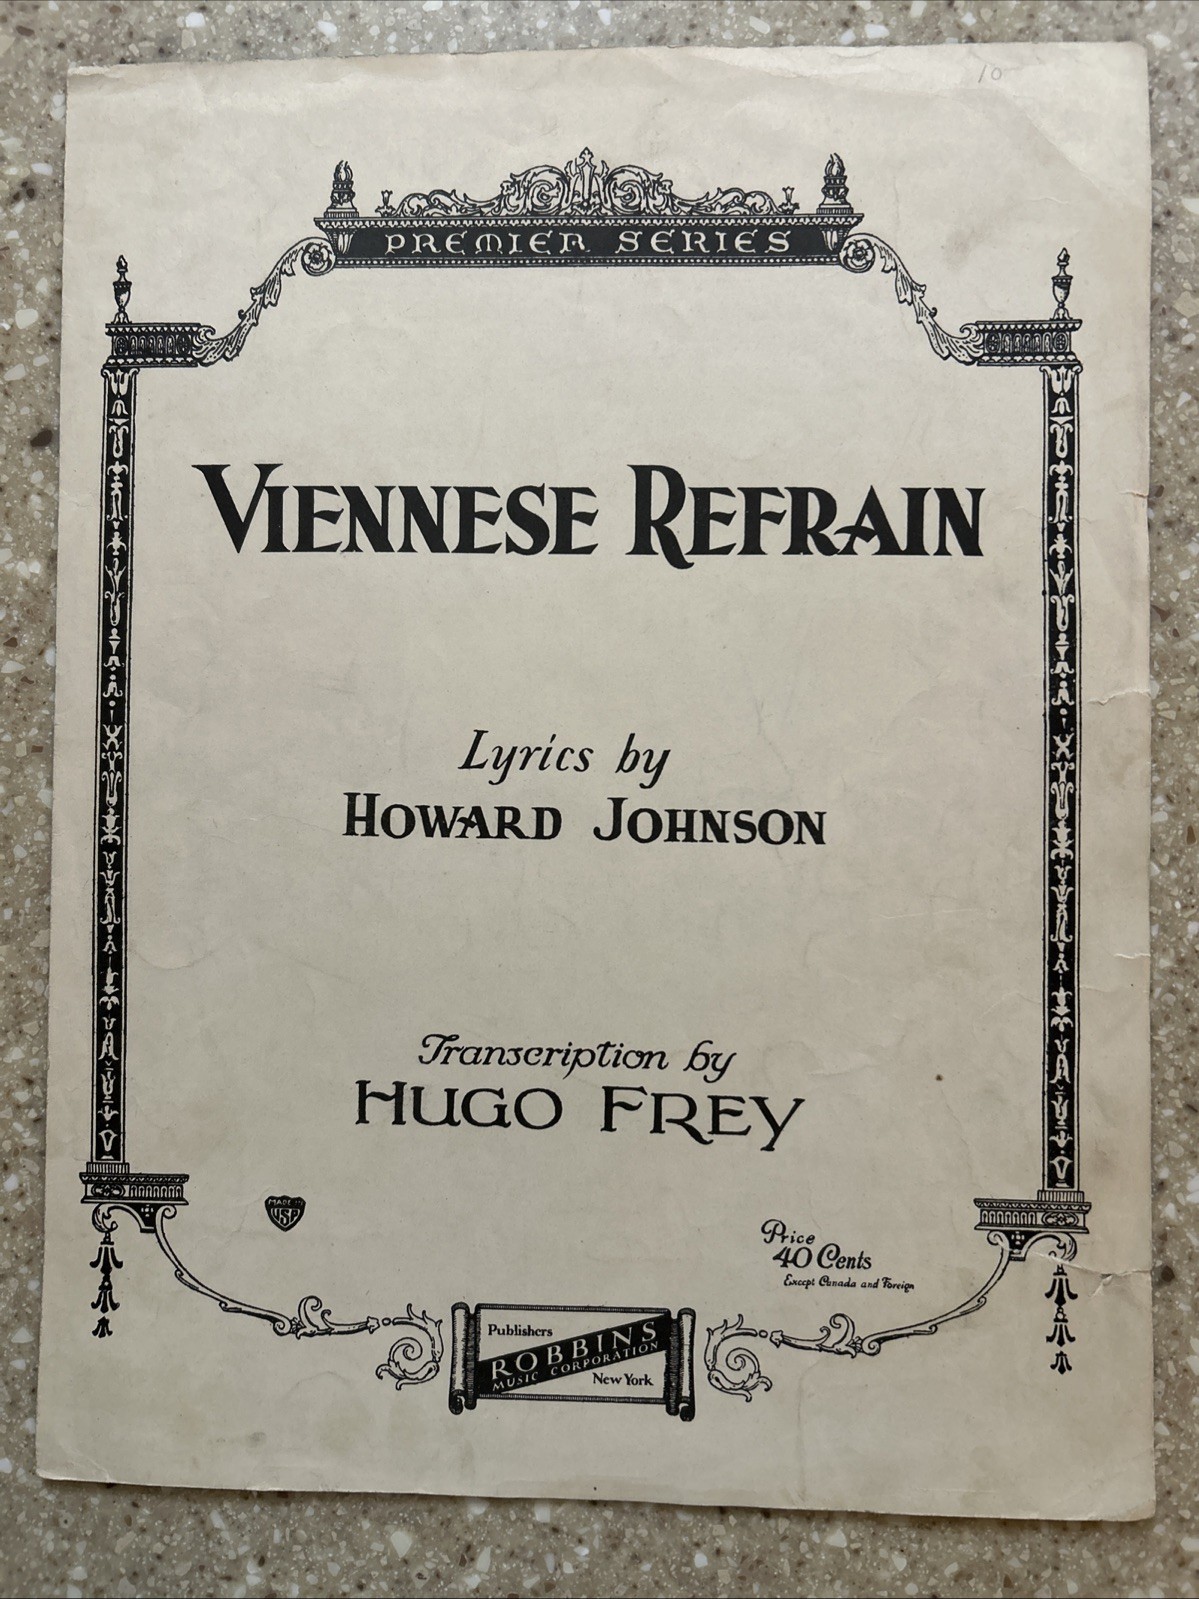 10
PREMIER SERIES
VIENNESE REFRAIN
Lyrics by
HOWARD JOHNSON
Transcription by
HUGO FREY
MADE IN
USA
Price
40 Cents
Except Canada and Foreign
Publishers
ROBBINS
MUSIC CORPORATION
New York